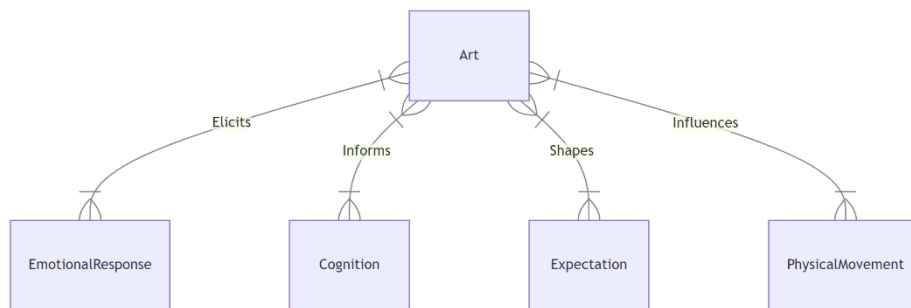 Art
Elicits
Informs
Shapes
Influences
EmotionalResponse
Cognition
Expectation
PhysicalMovement